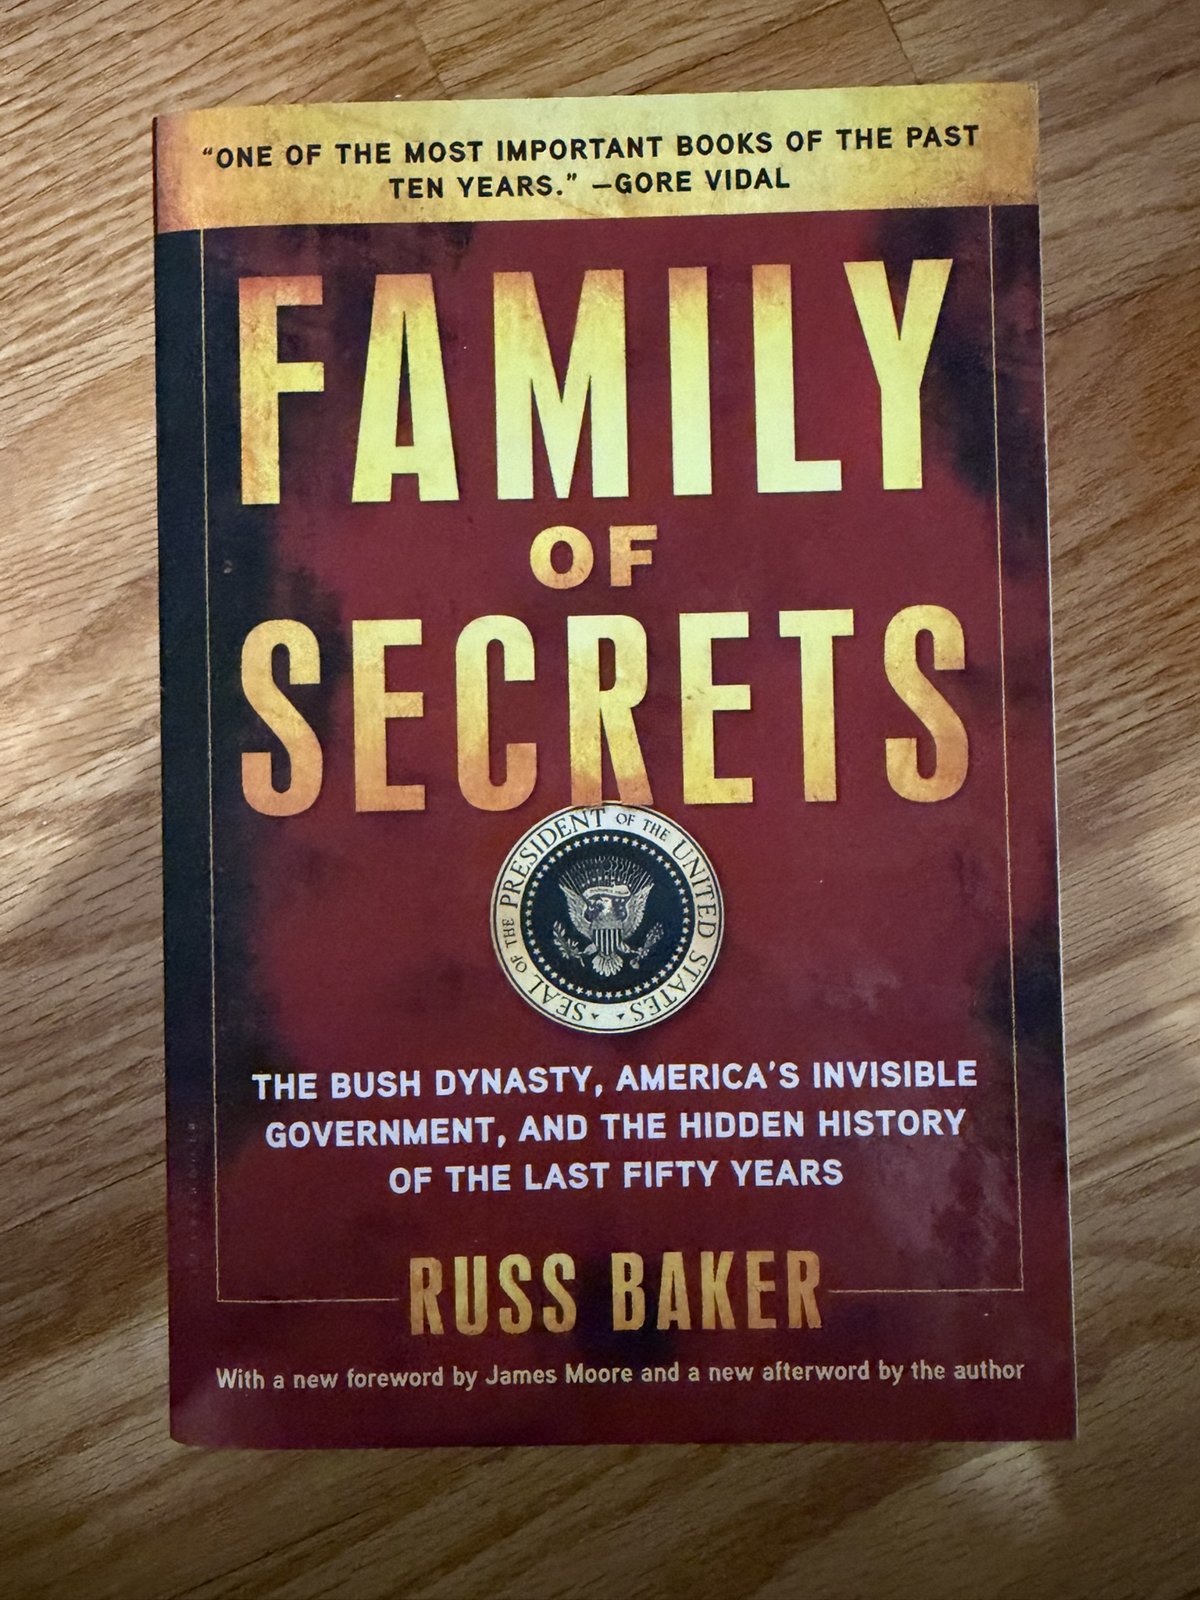 "ONE OF THE MOST IMPORTANT BOOKS OF THE PAST
TEN YEARS." —GORE VIDAL
FAMILY
OF
SECRETS
SEAL OF THE PRESIDENT OF THE UNITED STATES
THE BUSH DYNASTY, AMERICA'S INVISIBLE
GOVERNMENT, AND THE HIDDEN HISTORY
OF THE LAST FIFTY YEARS
RUSS BAKER
With a new foreword by James Moore and a new afterword by the author